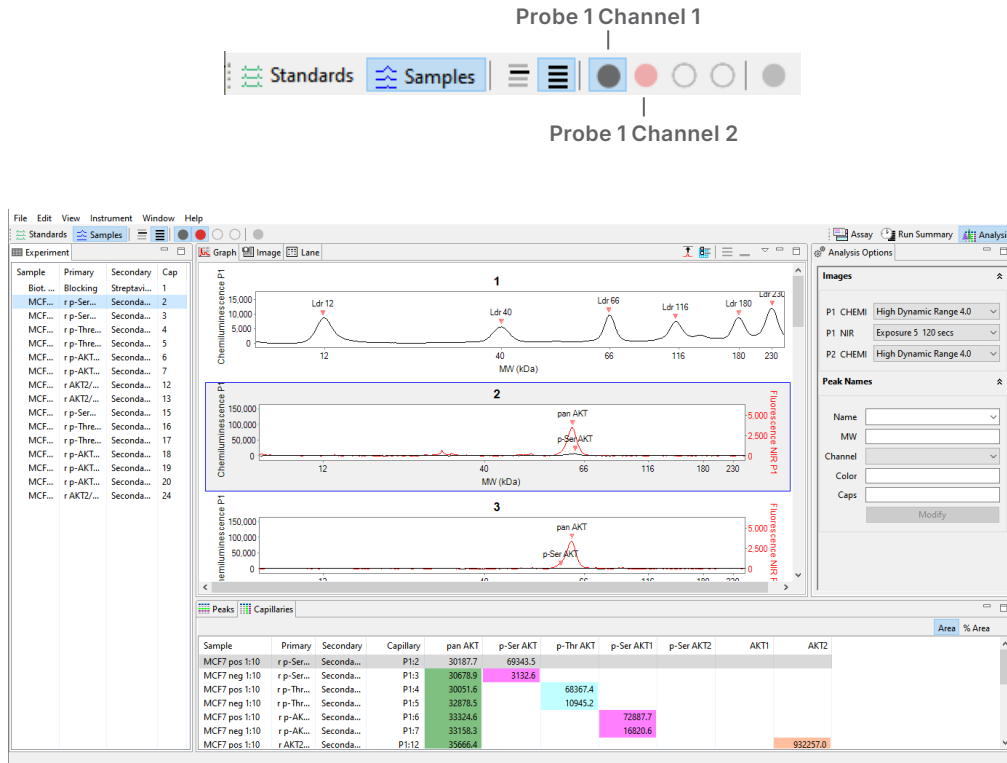 Probe 1 Channel 1
Standards Samples
Probe 1 Channel 2
File Edit View Instrument Window Help
Standards Samples
Assay Run Summary Analysi
Experiment
Graph Image Lane
Analysis Options
Sample Primary Secondary Cap
Biot. ... Blocking Streptavi... 1
MCF... r p-Ser... Seconda... 2
MCF... r p-Ser... Seconda... 3
MCF... r p-Thre... Seconda... 4
MCF... r p-Thre... Seconda... 5
MCF... r p-AKT... Seconda... 6
MCF... r p-AKT... Seconda... 7
MCF... r AKT2/... Seconda... 12
MCF... r AKT2/... Seconda... 13
MCF... r p-Ser... Seconda... 15
MCF... r p-Thre... Seconda... 16
MCF... r p-Thre... Seconda... 17
MCF... r p-AKT... Seconda... 18
MCF... r p-AKT... Seconda... 19
MCF... r p-AKT... Seconda... 20
MCF... r AKT2/... Seconda... 24
1
Chemiluminescence P1
15,000
10,000
5,000
0
Ldr 12 Ldr 40 Ldr 66 Ldr 116 Ldr 180 Ldr 230
12 40 66 116 180 230
MW (kDa)
2
Chemiluminescence P1
150,000
100,000
50,000
0
pan AKT
p-Ser AKT
5.000
2.500
0
Fluorescence NIR P1
12 40 66 116 180 230
MW (kDa)
3
emiluminescence P1
150,000
100,000
50,000
0
pan AKT
p-Ser AKT
5.000
2.500
0
Fluorescence NIR P
12 40 66 116 180 230
Images
P1 CHEMI High Dynamic Range 4.0
P1 NIR Exposure 5 120 secs
P2 CHEMI High Dynamic Range 4.0
Peak Names
Name
MW
Channel
Color
Caps
Modify
Peaks Capillaries
Area % Area
Sample Primary Secondary Capillary pan AKT p-Ser AKT p-Thr AKT p-Ser AKT1 p-Ser AKT2 AKT1 AKT2
MCF7 pos 1:10 r p-Ser... Seconda... P1:2 30187.7 69343.5
MCF7 neg 1:10 r p-Ser... Seconda... P1:3 30678.9 3132.6
MCF7 pos 1:10 r p-Thr... Seconda... P1:4 30051.6 68367.4
MCF7 neg 1:10 r p-Thr... Seconda... P1:5 32878.5 10945.2
MCF7 pos 1:10 r p-AK... Seconda... P1:6 33324.6 72887.7
MCF7 neg 1:10 r p-AK... Seconda... P1:7 33158.3 16820.6
MCF7 pos 1:10 r AKT2... Seconda... P1:12 35666.4 932257.0